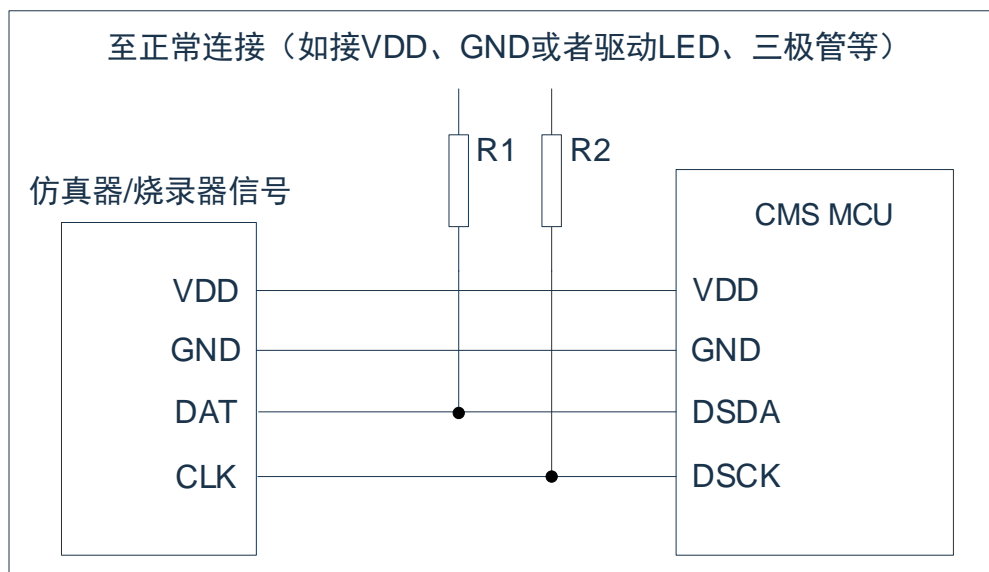 至正常连接（如接VDD、GND或者驱动LED、三极管等）
R1
R2
仿真器/烧录器信号
CMS MCU
VDD
VDD
GND
GND
DAT
DSDA
CLK
DSCK